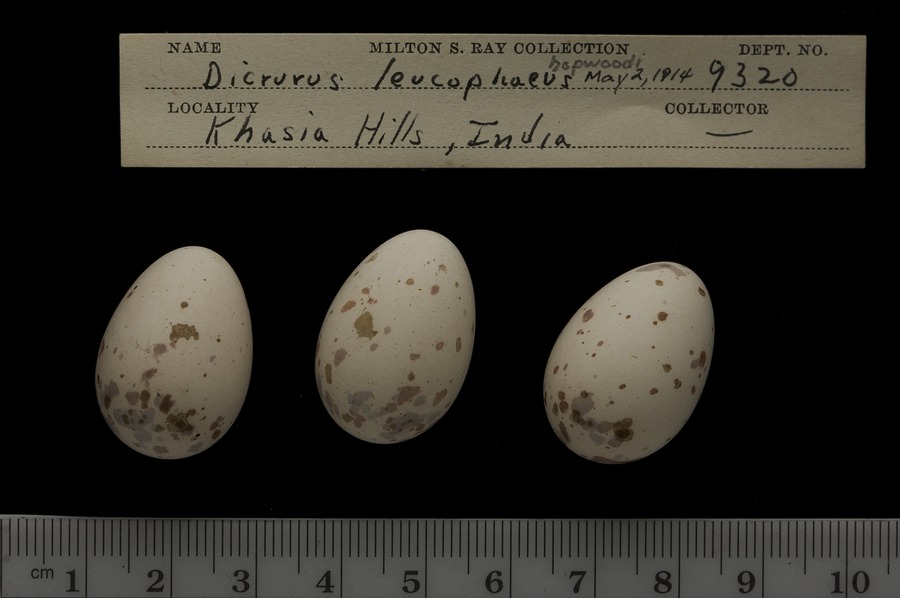 NAME MILTON S. RAY COLLECTION DEPT. NO.
hopwoodi
Dicrurus leucophaeus May 2, 1914 9320
LOCALITY COLLECTOR
Khasia Hills, India —
cm 1 2 3 4 5 6 7 8 9 10